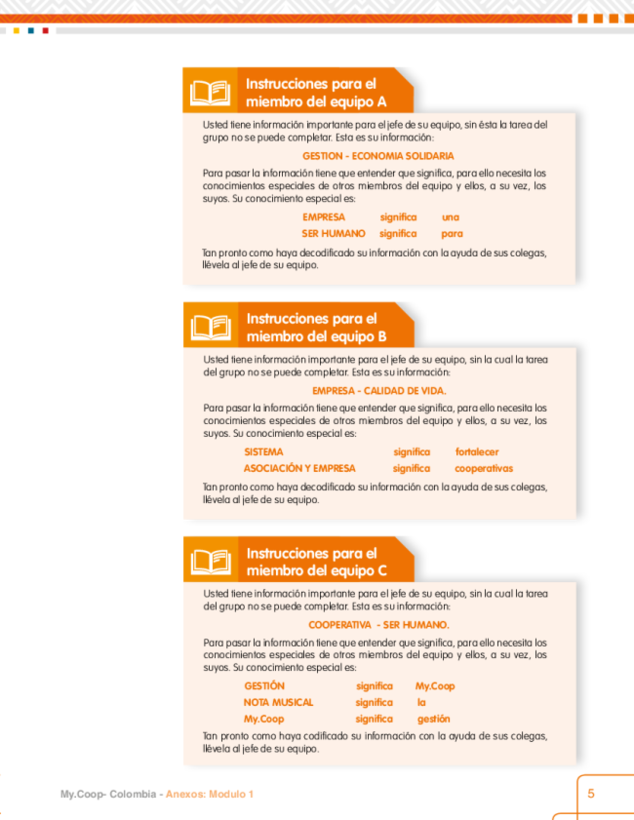 Instrucciones para el
miembro del equipo A
Usted tiene información importante para el jefe de su equipo, sin ésta la tarea del
grupo no se puede completar. Esta es su información:
GESTION - ECONOMIA SOLIDARIA
Para pasar la información tiene que entender que significa, para ello necesita los
conocimientos especiales de otros miembros del equipo y ellos, a su vez, los
suyos. Su conocimiento especial es:
EMPRESA significa una
SER HUMANO significa para
Tan pronto como haya decodificado su información con la ayuda de sus colegas,
llévela al jefe de su equipo.
Instrucciones para el
miembro del equipo B
Usted tiene información importante para el jefe de su equipo, sin la cual la tarea
del grupo no se puede completar. Esta es su información:
EMPRESA - CALIDAD DE VIDA.
Para pasar la información tiene que entender que significa, para ello necesita los
conocimientos especiales de otros miembros del equipo y ellos, a su vez, los
suyos. Su conocimiento especial es:
SISTEMA significa fortalecer
ASOCIACIÓN Y EMPRESA significa cooperativas
Tan pronto como haya decodificado su información con la ayuda de sus colegas,
llévela al jefe de su equipo.
Instrucciones para el
miembro del equipo C
Usted tiene información importante para el jefe de su equipo, sin la cual la tarea
del grupo no se puede completar. Esta es su información:
COOPERATIVA - SER HUMANO.
Para pasar la información tiene que entender que significa, para ello necesita los
conocimientos especiales de otros miembros del equipo y ellos, a su vez, los
suyos. Su conocimiento especial es:
GESTIÓN significa My.Coop
NOTA MUSICAL significa la
My.Coop significa gestión
Tan pronto como haya codificado su información con la ayuda de sus colegas,
llévela al jefe de su equipo.
My.Coop- Colombia - Anexos: Modulo 1
5